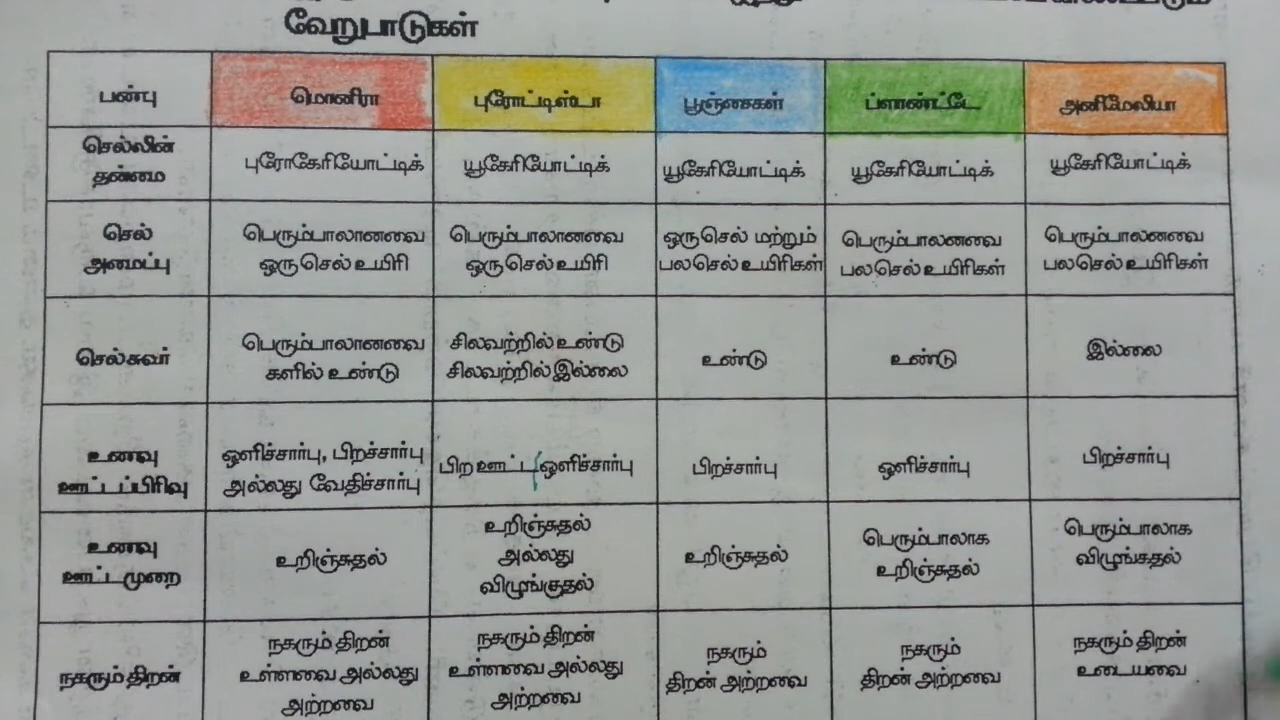 வேறுபாடுகள்
பண்பு மொனிரா புரோட்டிஸ்டா பூஞ்சைகள் ப்ளாண்ட்டே அனிமேலியா
செல்லின்
தன்மை
புரோகேரியோட்டிக் யூகேரியோட்டிக் யூகேரியோட்டிக் யூகேரியோட்டிக் யூகேரியோட்டிக்
செல்
அமைப்பு
பெரும்பாலானவை
ஒரு செல் உயிரி
பெரும்பாலானவை
ஒரு செல் உயிரி
ஒரு செல் மற்றும்
பல செல் உயிரிகள்
பெரும்பாலனவை
பல செல் உயிரிகள்
பெரும்பாலனவை
பல செல் உயிரிகள்
செல்சுவர்
பெரும்பாலானவை
களில் உண்டு
சிலவற்றில் உண்டு
சிலவற்றில் இல்லை
உண்டு
உண்டு
இல்லை
உணவு
ஊட்டப்பிரிவு
ஒளிச்சார்பு, பிறச்சார்பு
அல்லது வேதிச்சார்பு
பிற ஊட்ட ஒளிச்சார்பு
பிறச்சார்பு
ஒளிச்சார்பு
பிறச்சார்பு
உணவு
ஊட்டமுறை
உறிஞ்சுதல்
உறிஞ்சுதல்
அல்லது
விழுங்குதல்
உறிஞ்சுதல்
பெரும்பாலாக
உறிஞ்சுதல்
பெரும்பாலாக
விழுங்கதல்
நகரும் திறன்
நகரும் திறன்
உள்ளவை அல்லது
அற்றவை
நகரும் திறன்
உள்ளவை அல்லது
அற்றவை
நகரும்
திறன் அற்றவை
நகரும்
திறன் அற்றவை
நகரும் திறன்
உடையவை